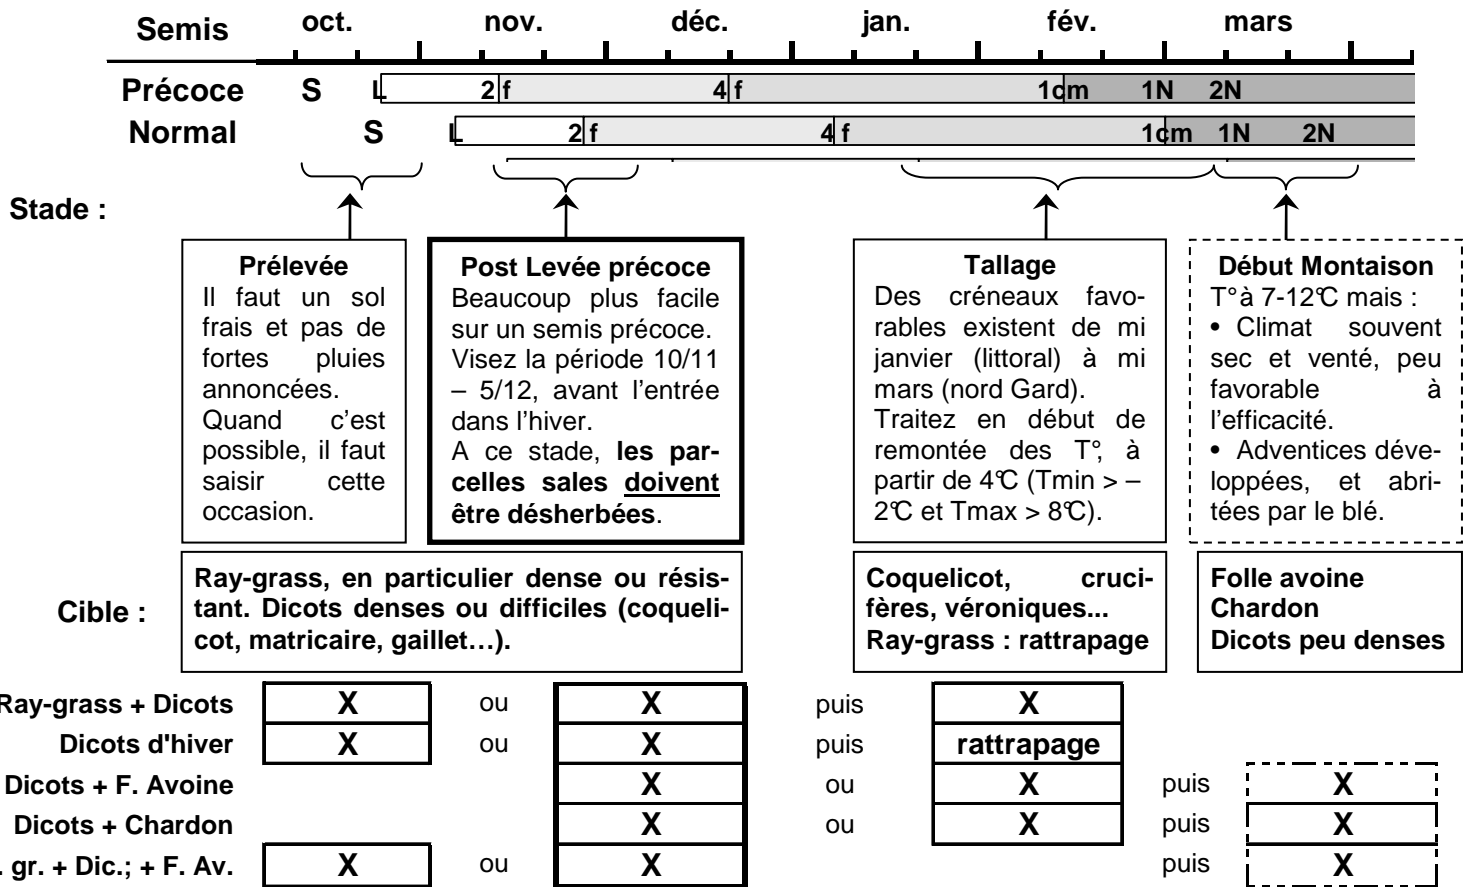 Semis oct. nov. déc. jan. fév. mars
Précoce S L 2 f 4 f 1cm 1N 2N
Normal S L 2 f 4 f 1cm 1N 2N
Stade :
Prélevée
Il faut un sol
frais et pas de
fortes pluies
annoncées.
Quand c'est
possible, il faut
saisir cette
occasion.
Post Levée précoce
Beaucoup plus facile
sur un semis précoce.
Visez la période 10/11
– 5/12, avant l'entrée
dans l'hiver.
A ce stade, les par-
celles sales doivent
être désherbées.
Tallage
Des créneaux favo-
rables existent de mi
janvier (littoral) à mi
mars (nord Gard).
Traitez en début de
remontée des T°, à
partir de 4°C (Tmin > –
2°C et Tmax > 8°C).
Début Montaison
T° à 7-12°C mais :
• Climat souvent
sec et venté, peu
favorable à
l'efficacité.
• Adventices déve-
loppées, et abri-
tées par le blé.
Cible :
Ray-grass, en particulier dense ou résis-
tant. Dicots denses ou difficiles (coqueli-
cot, matricaire, gaillet…).
Coquelicot, cruci-
fères, véroniques...
Ray-grass : rattrapage
Folle avoine
Chardon
Dicots peu denses
Ray-grass + Dicots X ou X puis X
Dicots d'hiver X ou X puis rattrapage
Dicots + F. Avoine X ou X puis X
Dicots + Chardon X ou X puis X
. gr. + Dic.; + F. Av. X ou X puis X